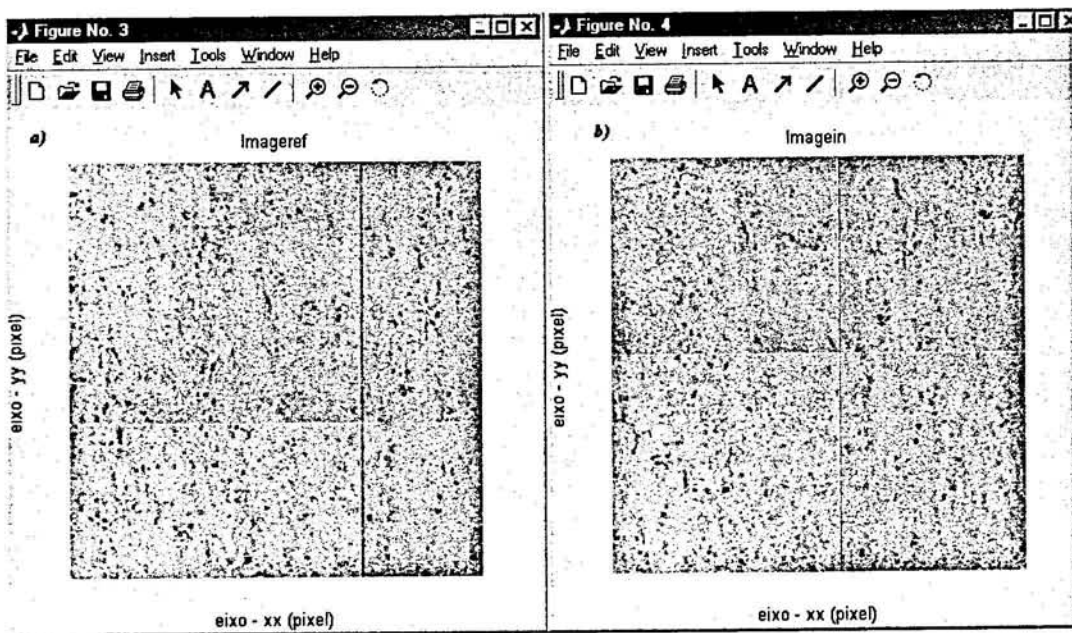 Figure No. 3
File Edit View Insert Tools Window Help
a)
Imageref
eixo - yy (pixel)
eixo - xx (pixel)
Figure No. 4
File Edit View Insert Tools Window Help
b)
Imagein
eixo - yy (pixel)
eixo - xx (pixel)